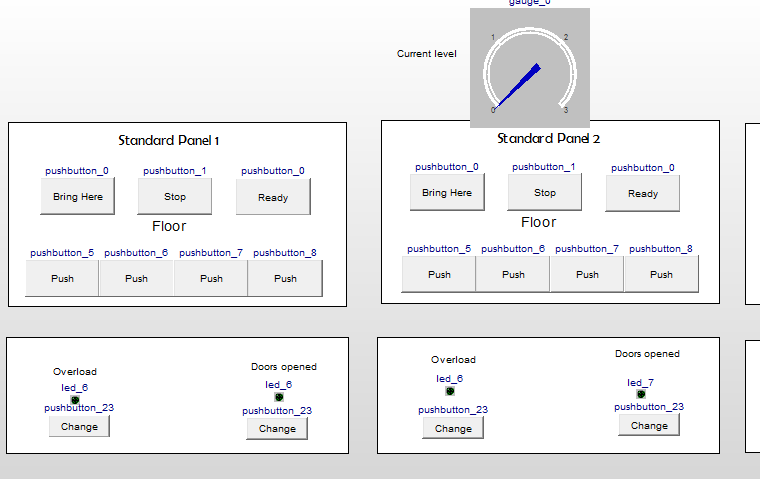 gauge_0
Current level
1
2
0
3
Standard Panel 1
pushbutton_0
pushbutton_1
pushbutton_0
Bring Here
Stop
Ready
Floor
pushbutton_5
pushbutton_6
pushbutton_7
pushbutton_8
Push
Push
Push
Push
Standard Panel 2
pushbutton_0
pushbutton_1
pushbutton_0
Bring Here
Stop
Ready
Floor
pushbutton_5
pushbutton_6
pushbutton_7
pushbutton_8
Push
Push
Push
Push
Overload
led_6
pushbutton_23
Change
Doors opened
led_6
pushbutton_23
Change
Overload
led_6
pushbutton_23
Change
Doors opened
led_7
pushbutton_23
Change